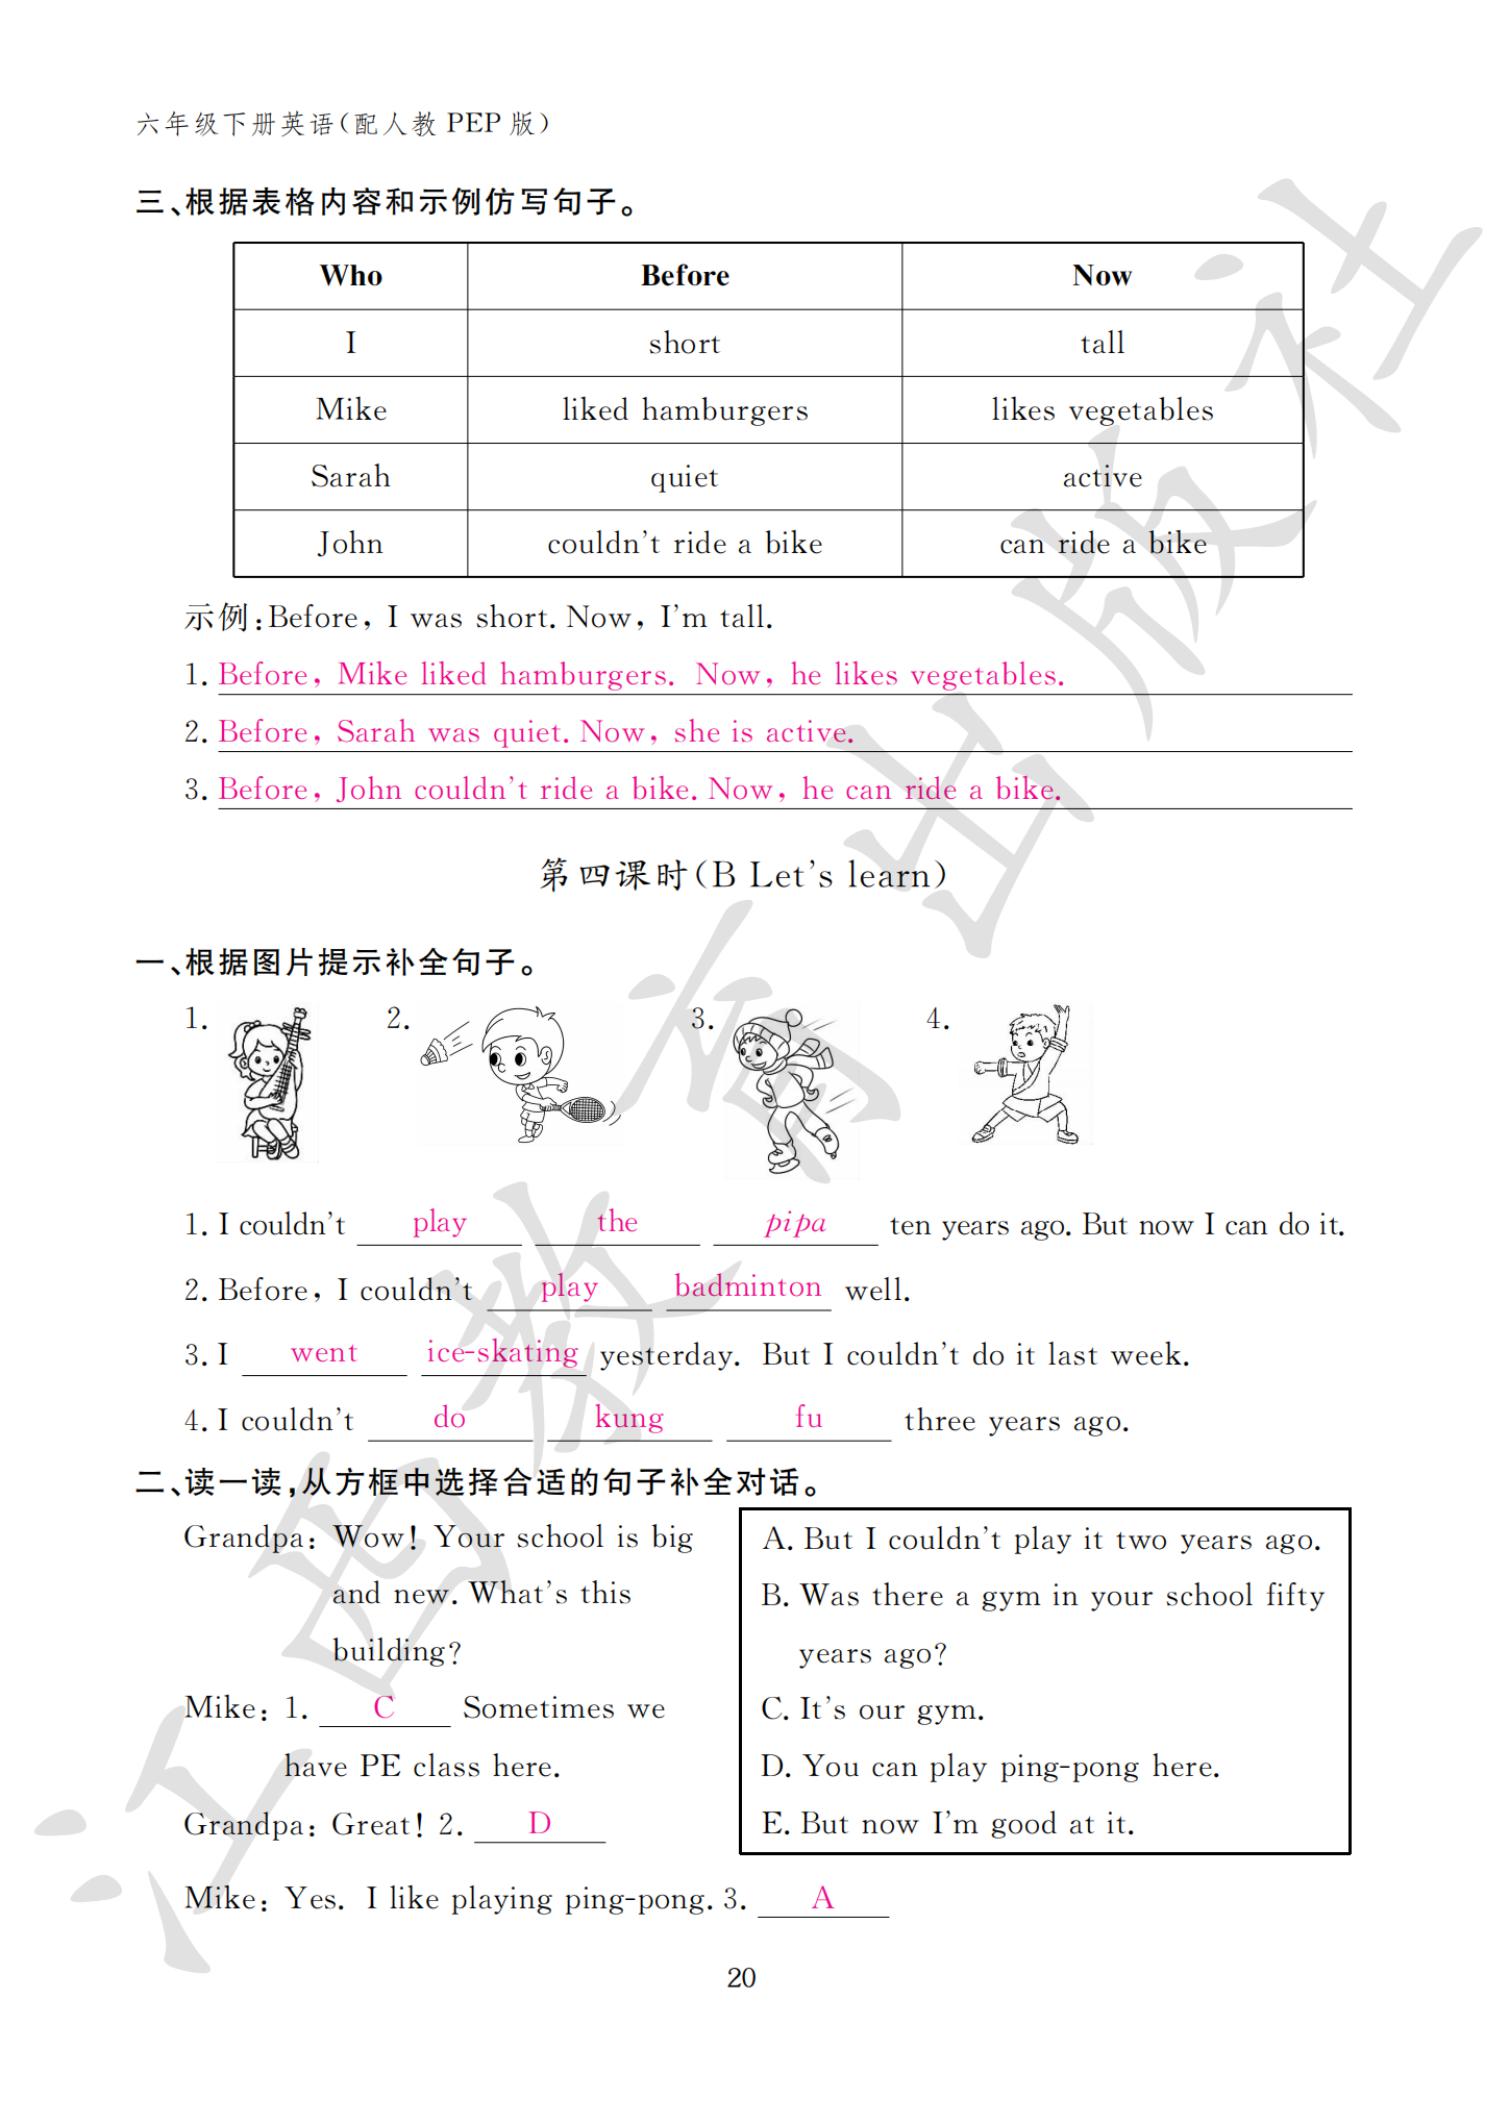 六年级下册英语(配人教 PEP 版)
三、根据表格内容和示例仿写句子。
Who Before Now
I short tall
Mike liked hamburgers likes vegetables
Sarah quiet active
John couldn't ride a bike can ride a bike
示例:Before, I was short. Now, I'm tall.
1. Before, Mike liked hamburgers. Now, he likes vegetables.
2. Before, Sarah was quiet. Now, she is active.
3. Before, John couldn't ride a bike. Now, he can ride a bike.
第四课时(B Let's learn)
一、根据图片提示补全句子。
1. 2. 3. 4.
1. I couldn't play the pipa ten years ago. But now I can do it.
2. Before, I couldn't play badminton well.
3. I went ice-skating yesterday. But I couldn't do it last week.
4. I couldn't do kung fu three years ago.
二、读一读,从方框中选择合适的句子补全对话。
Grandpa: Wow! Your school is big
and new. What's this
building?
Mike: 1. C Sometimes we
have PE class here.
Grandpa: Great! 2. D
Mike: Yes. I like playing ping-pong. 3. A
A. But I couldn't play it two years ago.
B. Was there a gym in your school fifty
years ago?
C. It's our gym.
D. You can play ping-pong here.
E. But now I'm good at it.
20
江西教育出版社